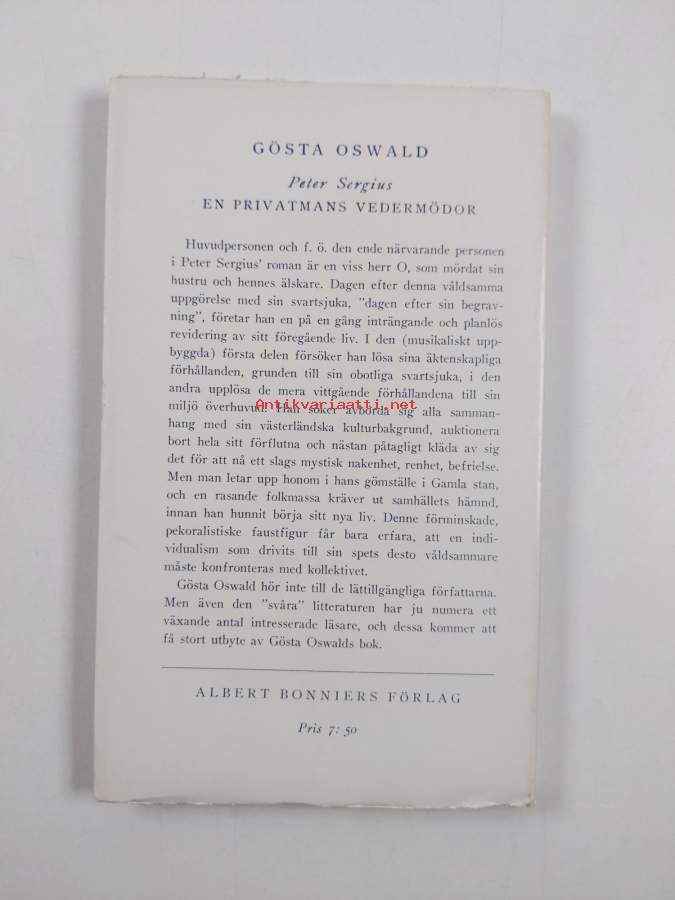 GÖSTA OSWALD
Peter Sergius
EN PRIVATMANS VEDERMÖDOR
Huvudpersonen och f. ö. den ende närvarande personen
i Peter Sergius' roman är en viss herr O, som mördat sin
hustru och hennes älskare. Dagen efter denna våldsamma
uppgörelse med sin svartsjuka, "dagen efter sin begrav-
ning", företar han en på en gång inträngande och planlös
revidering av sitt föregående liv. I den (musikaliskt upp-
byggda) första delen försöker han lösa sina äktenskapliga
förhållanden, grunden till sin obotliga svartsjuka, i den
andra upplösa de mera vittgående förhållandena till sin
miljö överhuvud. Han söker avbörda sig alla samman-
Antikvariaatti.net
hang med sin västerländska kulturbakgrund, auktionera
bort hela sitt förflutna och nästan påtagligt kläda av sig
det för att nå ett slags mystisk nakenhet, renhet, befrielse.
Men man letar upp honom i hans gömställe i Gamla stan,
och en rasande folkmassa kräver ut samhällets hämnd,
innan han hunnit börja sitt nya liv. Denne förminskade,
pekoralistiske faustfigur får bara erfara, att en indi-
vidualism som drivits till sin spets desto våldsammare
måste konfronteras med kollektivet.
Gösta Oswald hör inte till de lättillgängliga författarna.
Men även den "svåra" litteraturen har ju numera ett
växande antal intresserade läsare, och dessa kommer att
få stort utbyte av Gösta Oswalds bok.
ALBERT BONNIERS FÖRLAG
Pris 7: 50